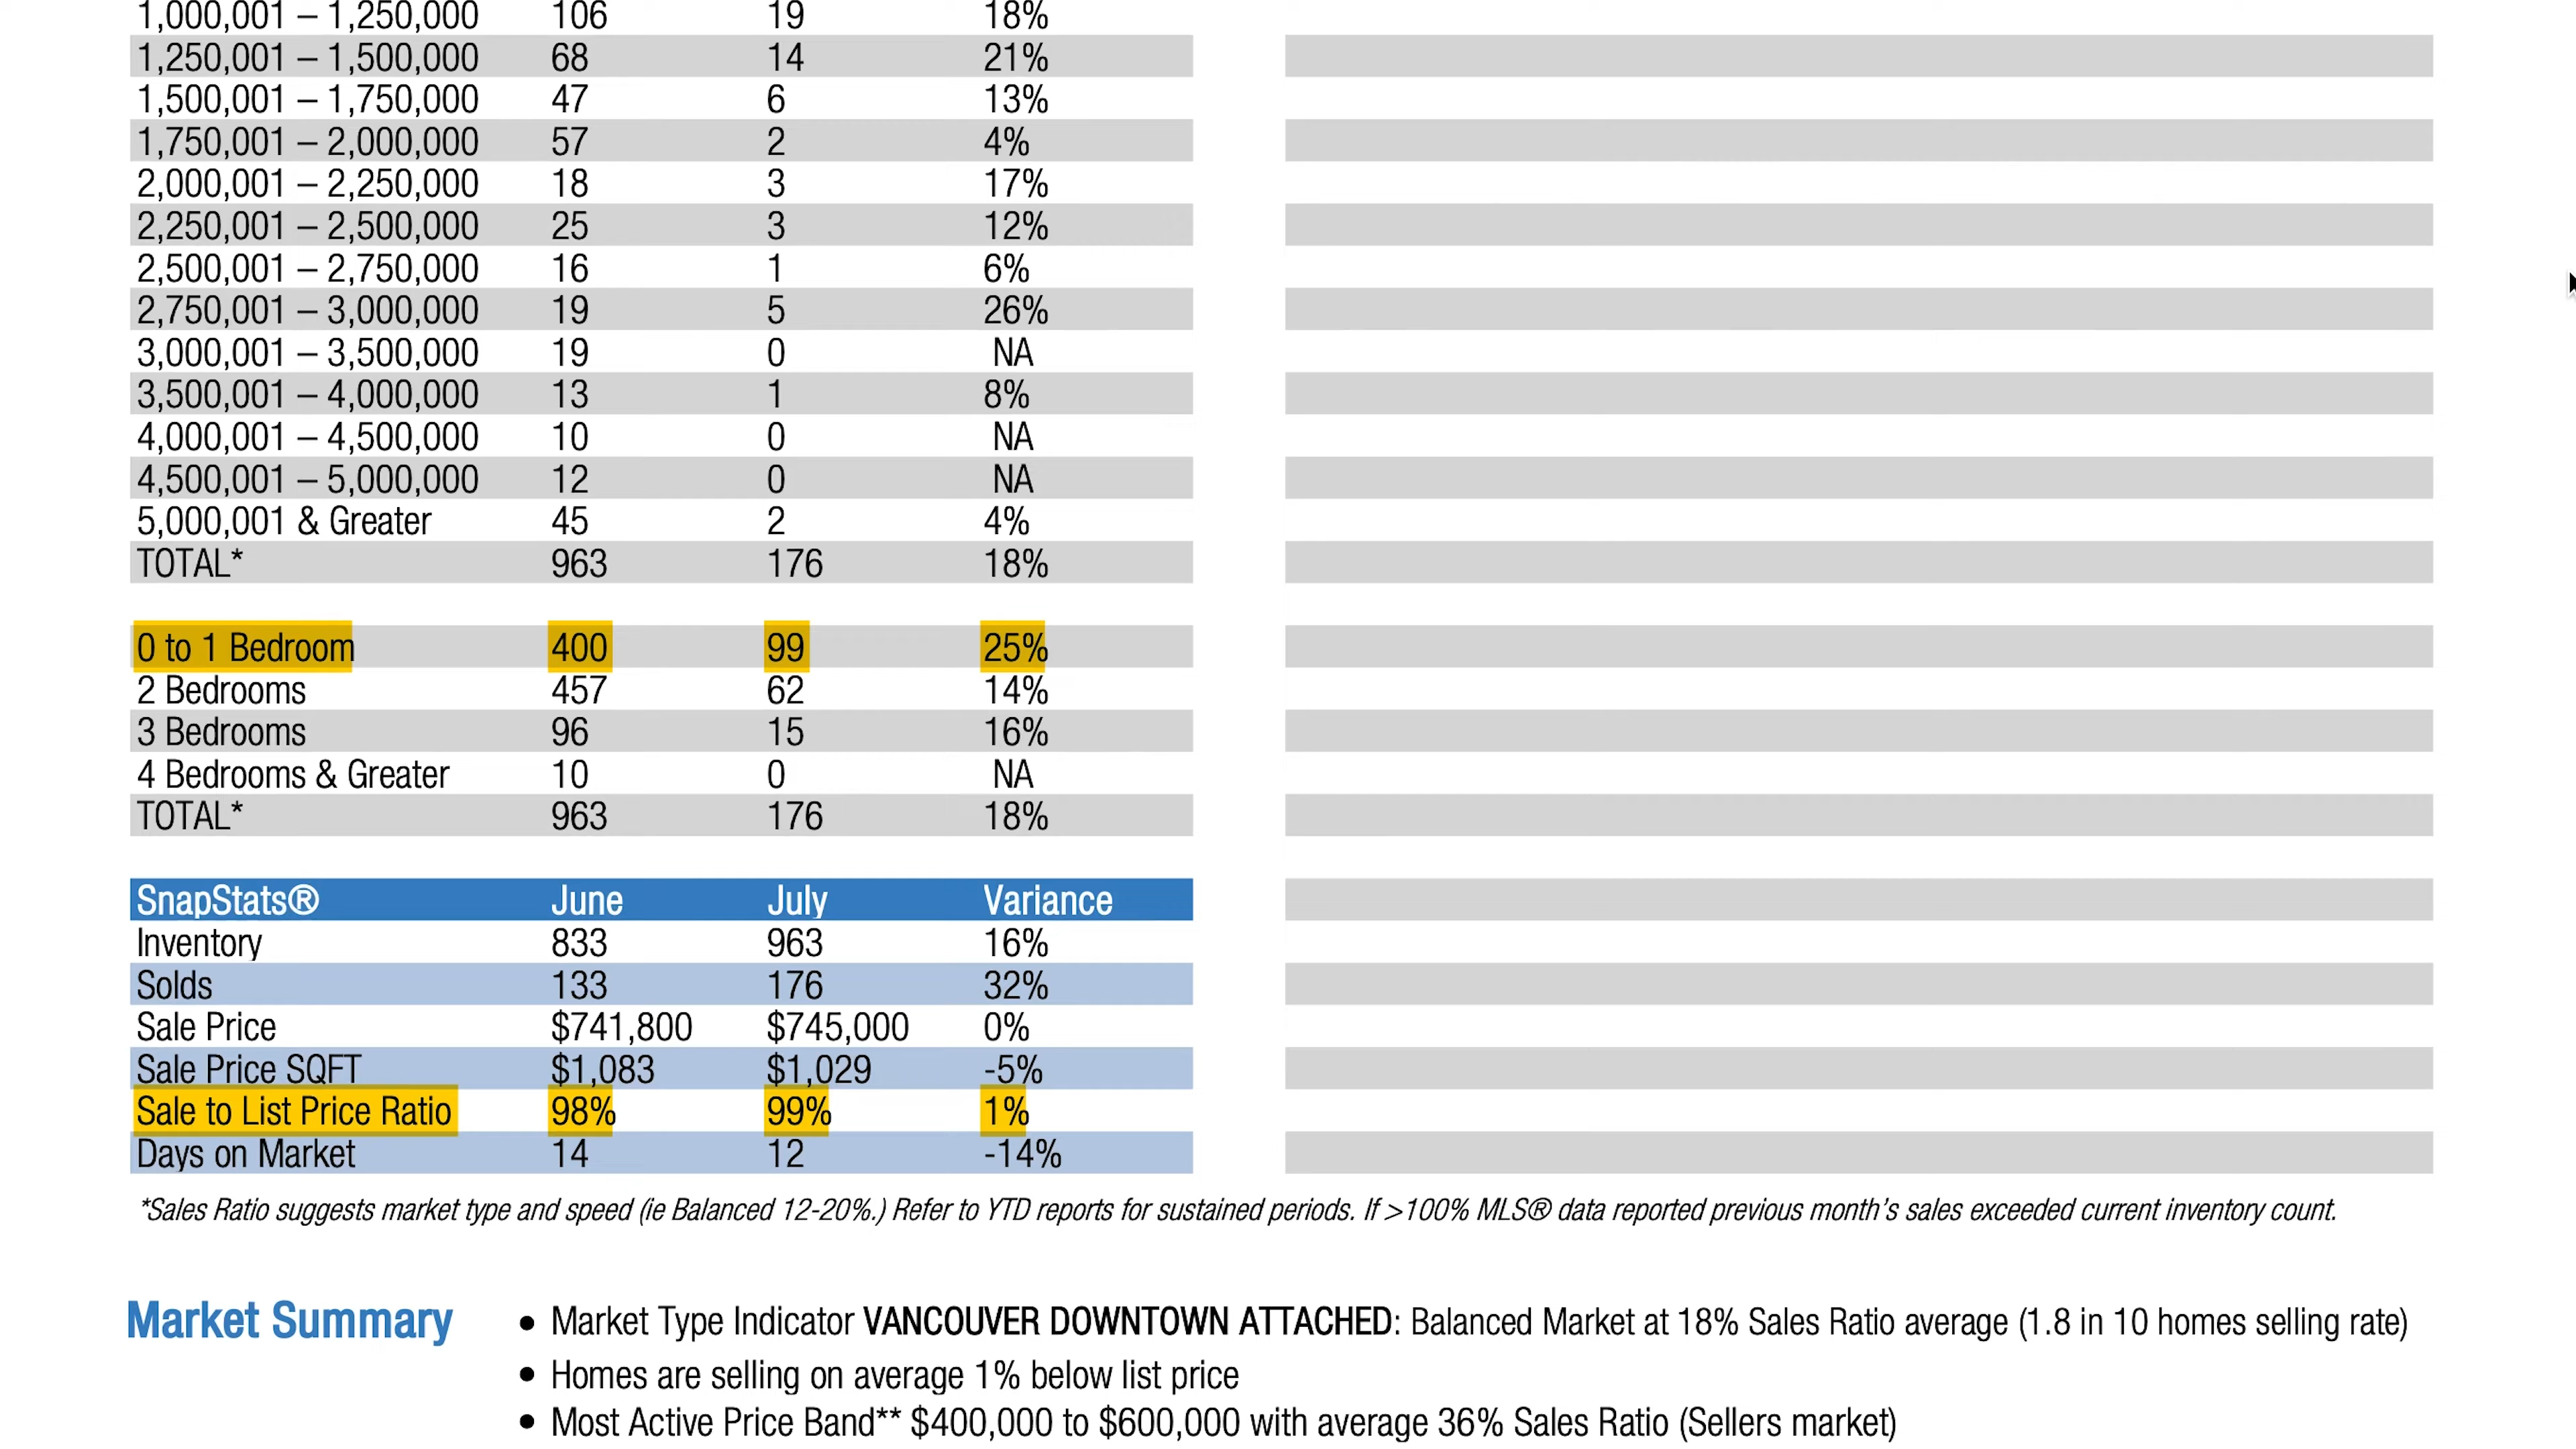 1,000,001 – 1,250,000 106 19 18%
1,250,001 – 1,500,000 68 14 21%
1,500,001 – 1,750,000 47 6 13%
1,750,001 – 2,000,000 57 2 4%
2,000,001 – 2,250,000 18 3 17%
2,250,001 – 2,500,000 25 3 12%
2,500,001 – 2,750,000 16 1 6%
2,750,001 – 3,000,000 19 5 26%
3,000,001 – 3,500,000 19 0 NA
3,500,001 – 4,000,000 13 1 8%
4,000,001 – 4,500,000 10 0 NA
4,500,001 – 5,000,000 12 0 NA
5,000,001 & Greater 45 2 4%
TOTAL* 963 176 18%
0 to 1 Bedroom 400 99 25%
2 Bedrooms 457 62 14%
3 Bedrooms 96 15 16%
4 Bedrooms & Greater 10 0 NA
TOTAL* 963 176 18%
SnapStats® June July Variance
Inventory 833 963 16%
Solds 133 176 32%
Sale Price $741,800 $745,000 0%
Sale Price SQFT $1,083 $1,029 -5%
Sale to List Price Ratio 98% 99% 1%
Days on Market 14 12 -14%
*Sales Ratio suggests market type and speed (ie Balanced 12-20%.) Refer to YTD reports for sustained periods. If >100% MLS® data reported previous month's sales exceeded current inventory count.
Market Summary • Market Type Indicator VANCOUVER DOWNTOWN ATTACHED: Balanced Market at 18% Sales Ratio average (1.8 in 10 homes selling rate)
• Homes are selling on average 1% below list price
• Most Active Price Band** $400,000 to $600,000 with average 36% Sales Ratio (Sellers market)